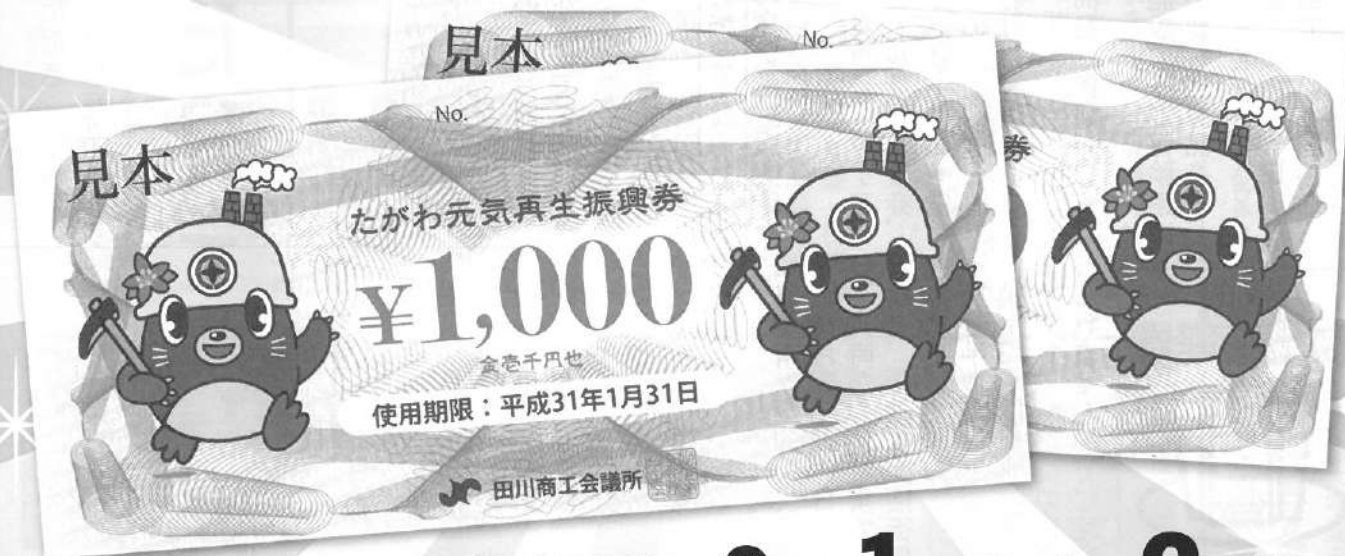 見本
No.
見本
No.
券
たがわ元気再生振興券
¥1,000
金壱千円也
使用期限：平成31年1月31日
田川商工会議所